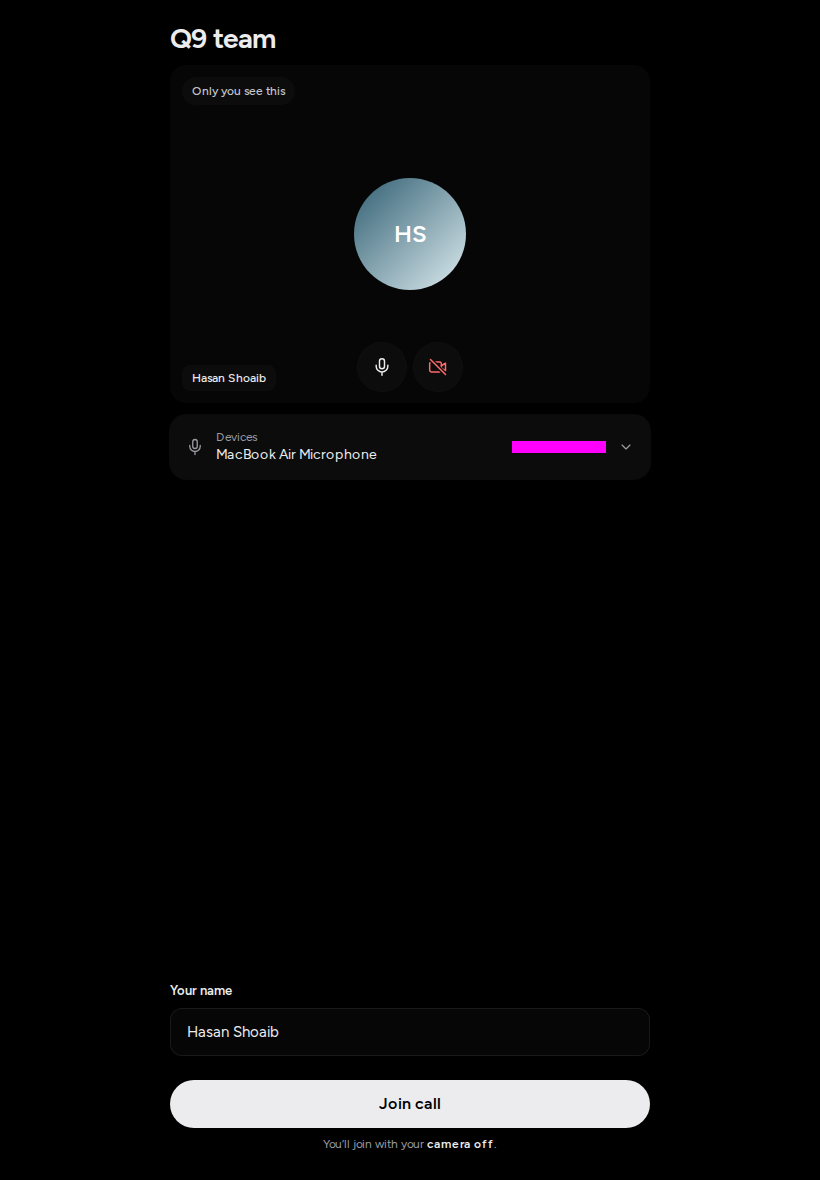 Q9 team
Only you see this
HS
Hasan Shoaib
Devices
MacBook Air Microphone
Your name
Hasan Shoaib
Join call
You'll join with your camera off.